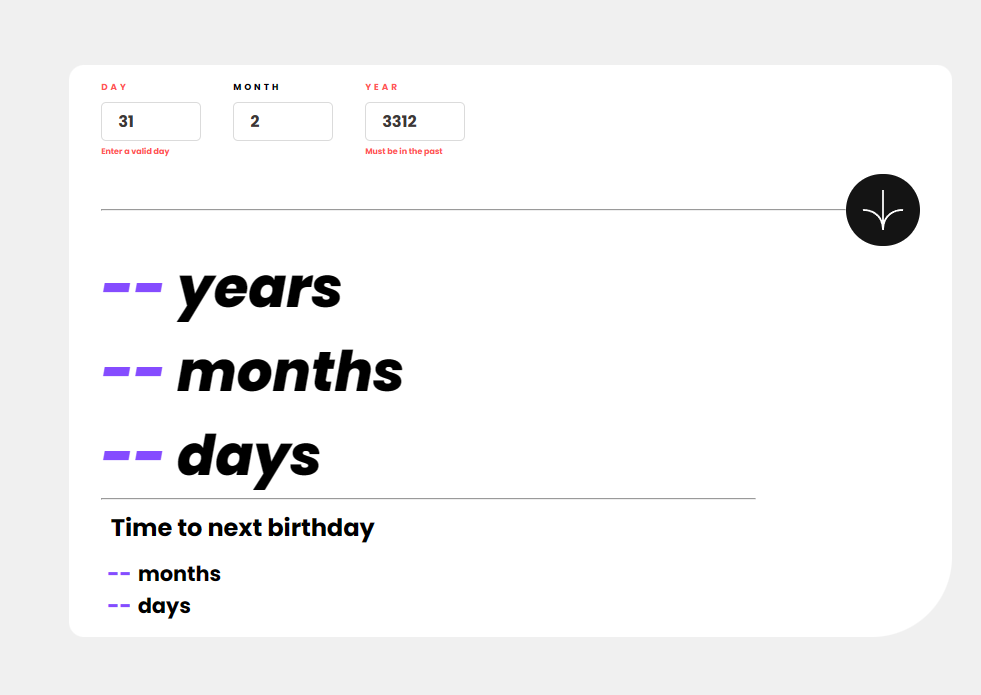 DAY MONTH YEAR
31 2 3312
Enter a valid day Must be in the past
-- years
-- months
-- days
Time to next birthday
-- months
-- days